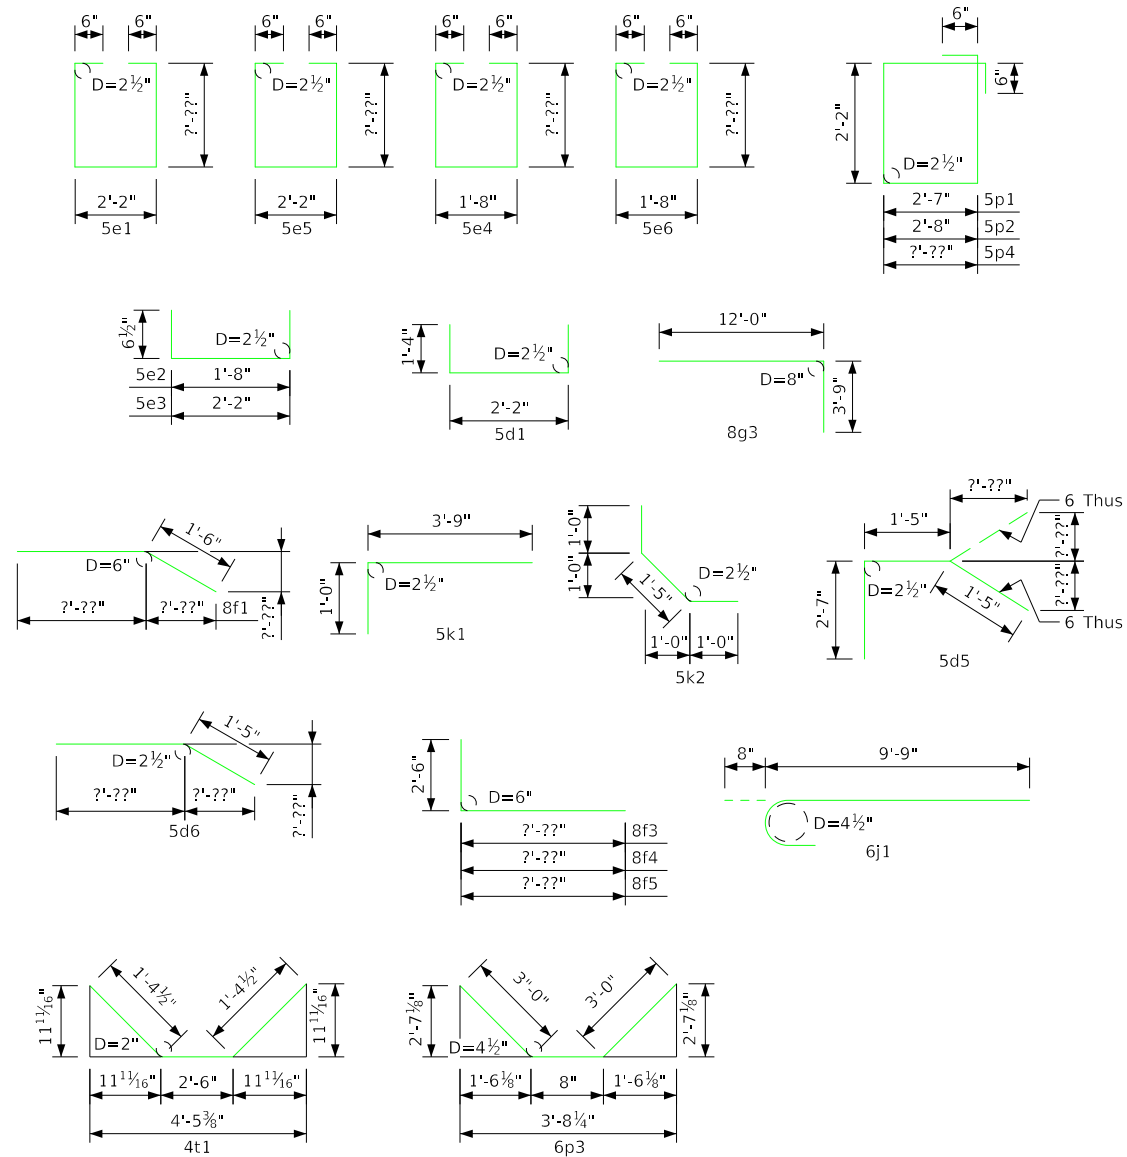 6" 6" 6" 6" 6" 6" 6" 6" 6"
D=2½" D=2½" D=2½" D=2½" 6"
?'-??" ?'-??" ?'-??" ?'-??" 2'-2"
D=2½"
2'-2" 2'-2" 1'-8" 1'-8" 2'-7" 5p1
5e1 5e5 5e4 5e6 2'-8" 5p2
?'-??" 5p4
6½" D=2½"
5e2 1'-8"
5e3 2'-2"
1'-4" D=2½"
2'-2"
5d1
12'-0"
D=8"
3'-9"
8g3
1'-6"
D=6"
?'-??" ?'-??" 8f1
?'-??"
3'-9"
D=2½"
1'-0"
5k1
1'-0"
1'-0"
1'-5"
D=2½"
1'-0" 1'-0"
5k2
?'-??"
6 Thus
1'-5"
?'-??"
?'-??"
D=2½"
2'-7"
1'-5"
6 Thus
5d5
1'-5"
D=2½"
?'-??" ?'-??"
?'-??"
5d6
2'-6"
D=6"
?'-??" 8f3
?'-??" 8f4
?'-??" 8f5
8" 9'-9"
D=4½"
6j1
1'-4½" 1'-4½"
11 11/16" 11 11/16"
D=2"
11 11/16" 2'-6" 11 11/16"
4'-5⅜"
4t1
3"-0" 3'-0"
2'-7⅛" 2'-7⅛"
D=4½"
1'-6⅛" 8" 1'-6⅛"
3'-8¼"
6p3